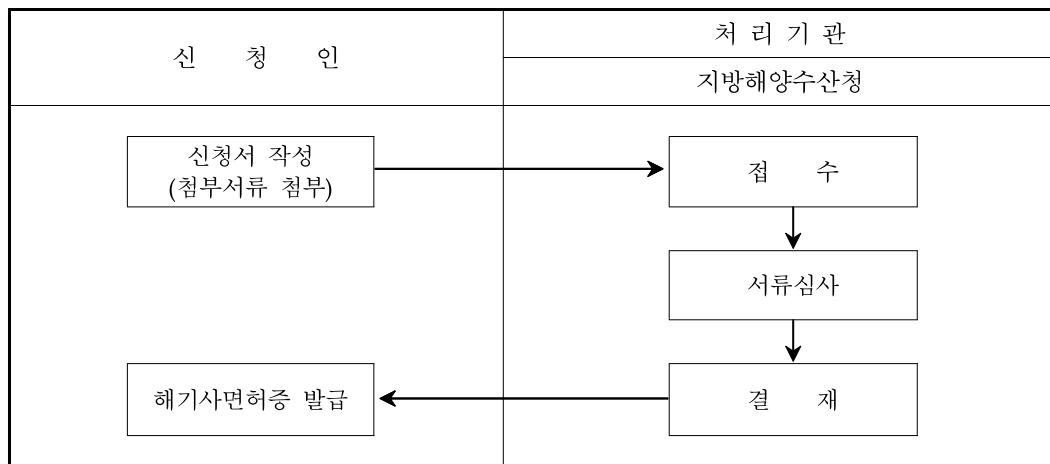 신 청 인
처 리 기 관
지방해양수산청
신청서 작성
(첨부서류 첨부)
접 수
서류심사
해기사면허증 발급
결 재